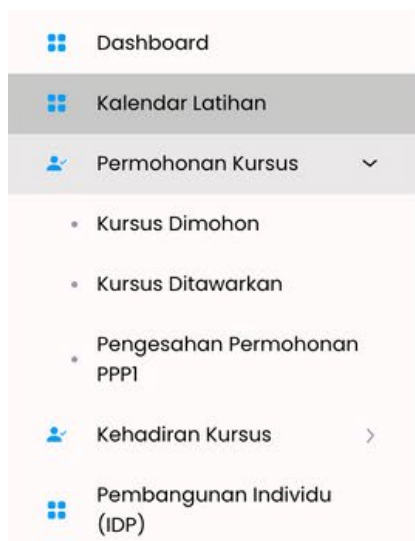 Dashboard
Kalendar Latihan
Permohonan Kursus
Kursus Dimohon
Kursus Ditawarkan
Pengesahan Permohonan
PPP1
Kehadiran Kursus
Pembangunan Individu
(IDP)